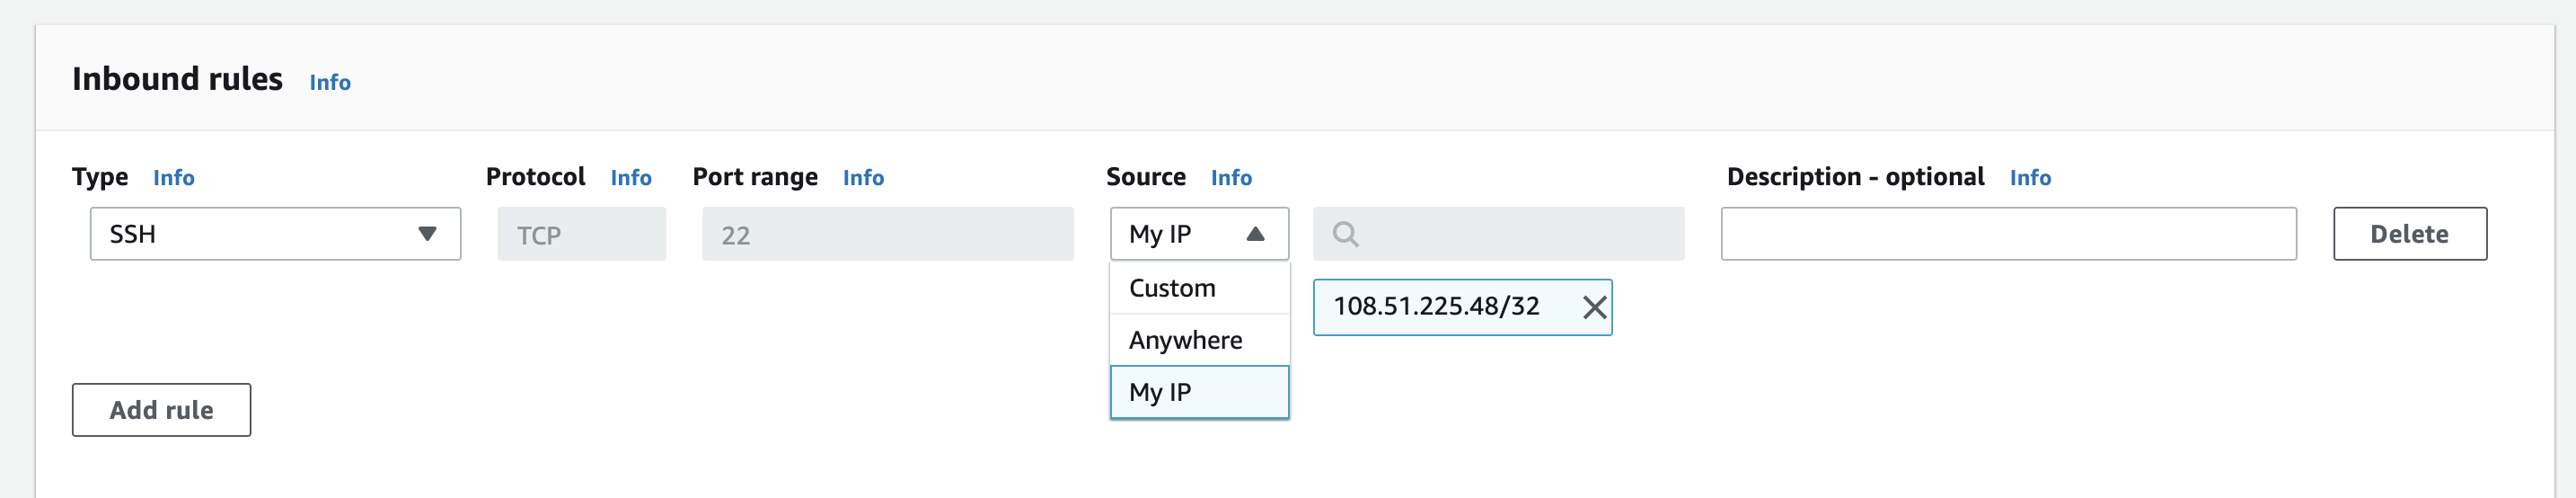 Inbound rules Info
Type Info Protocol Info Port range Info Source Info Description - optional Info
SSH TCP 22 My IP Delete
Custom
108.51.225.48/32
Anywhere
My IP
Add rule